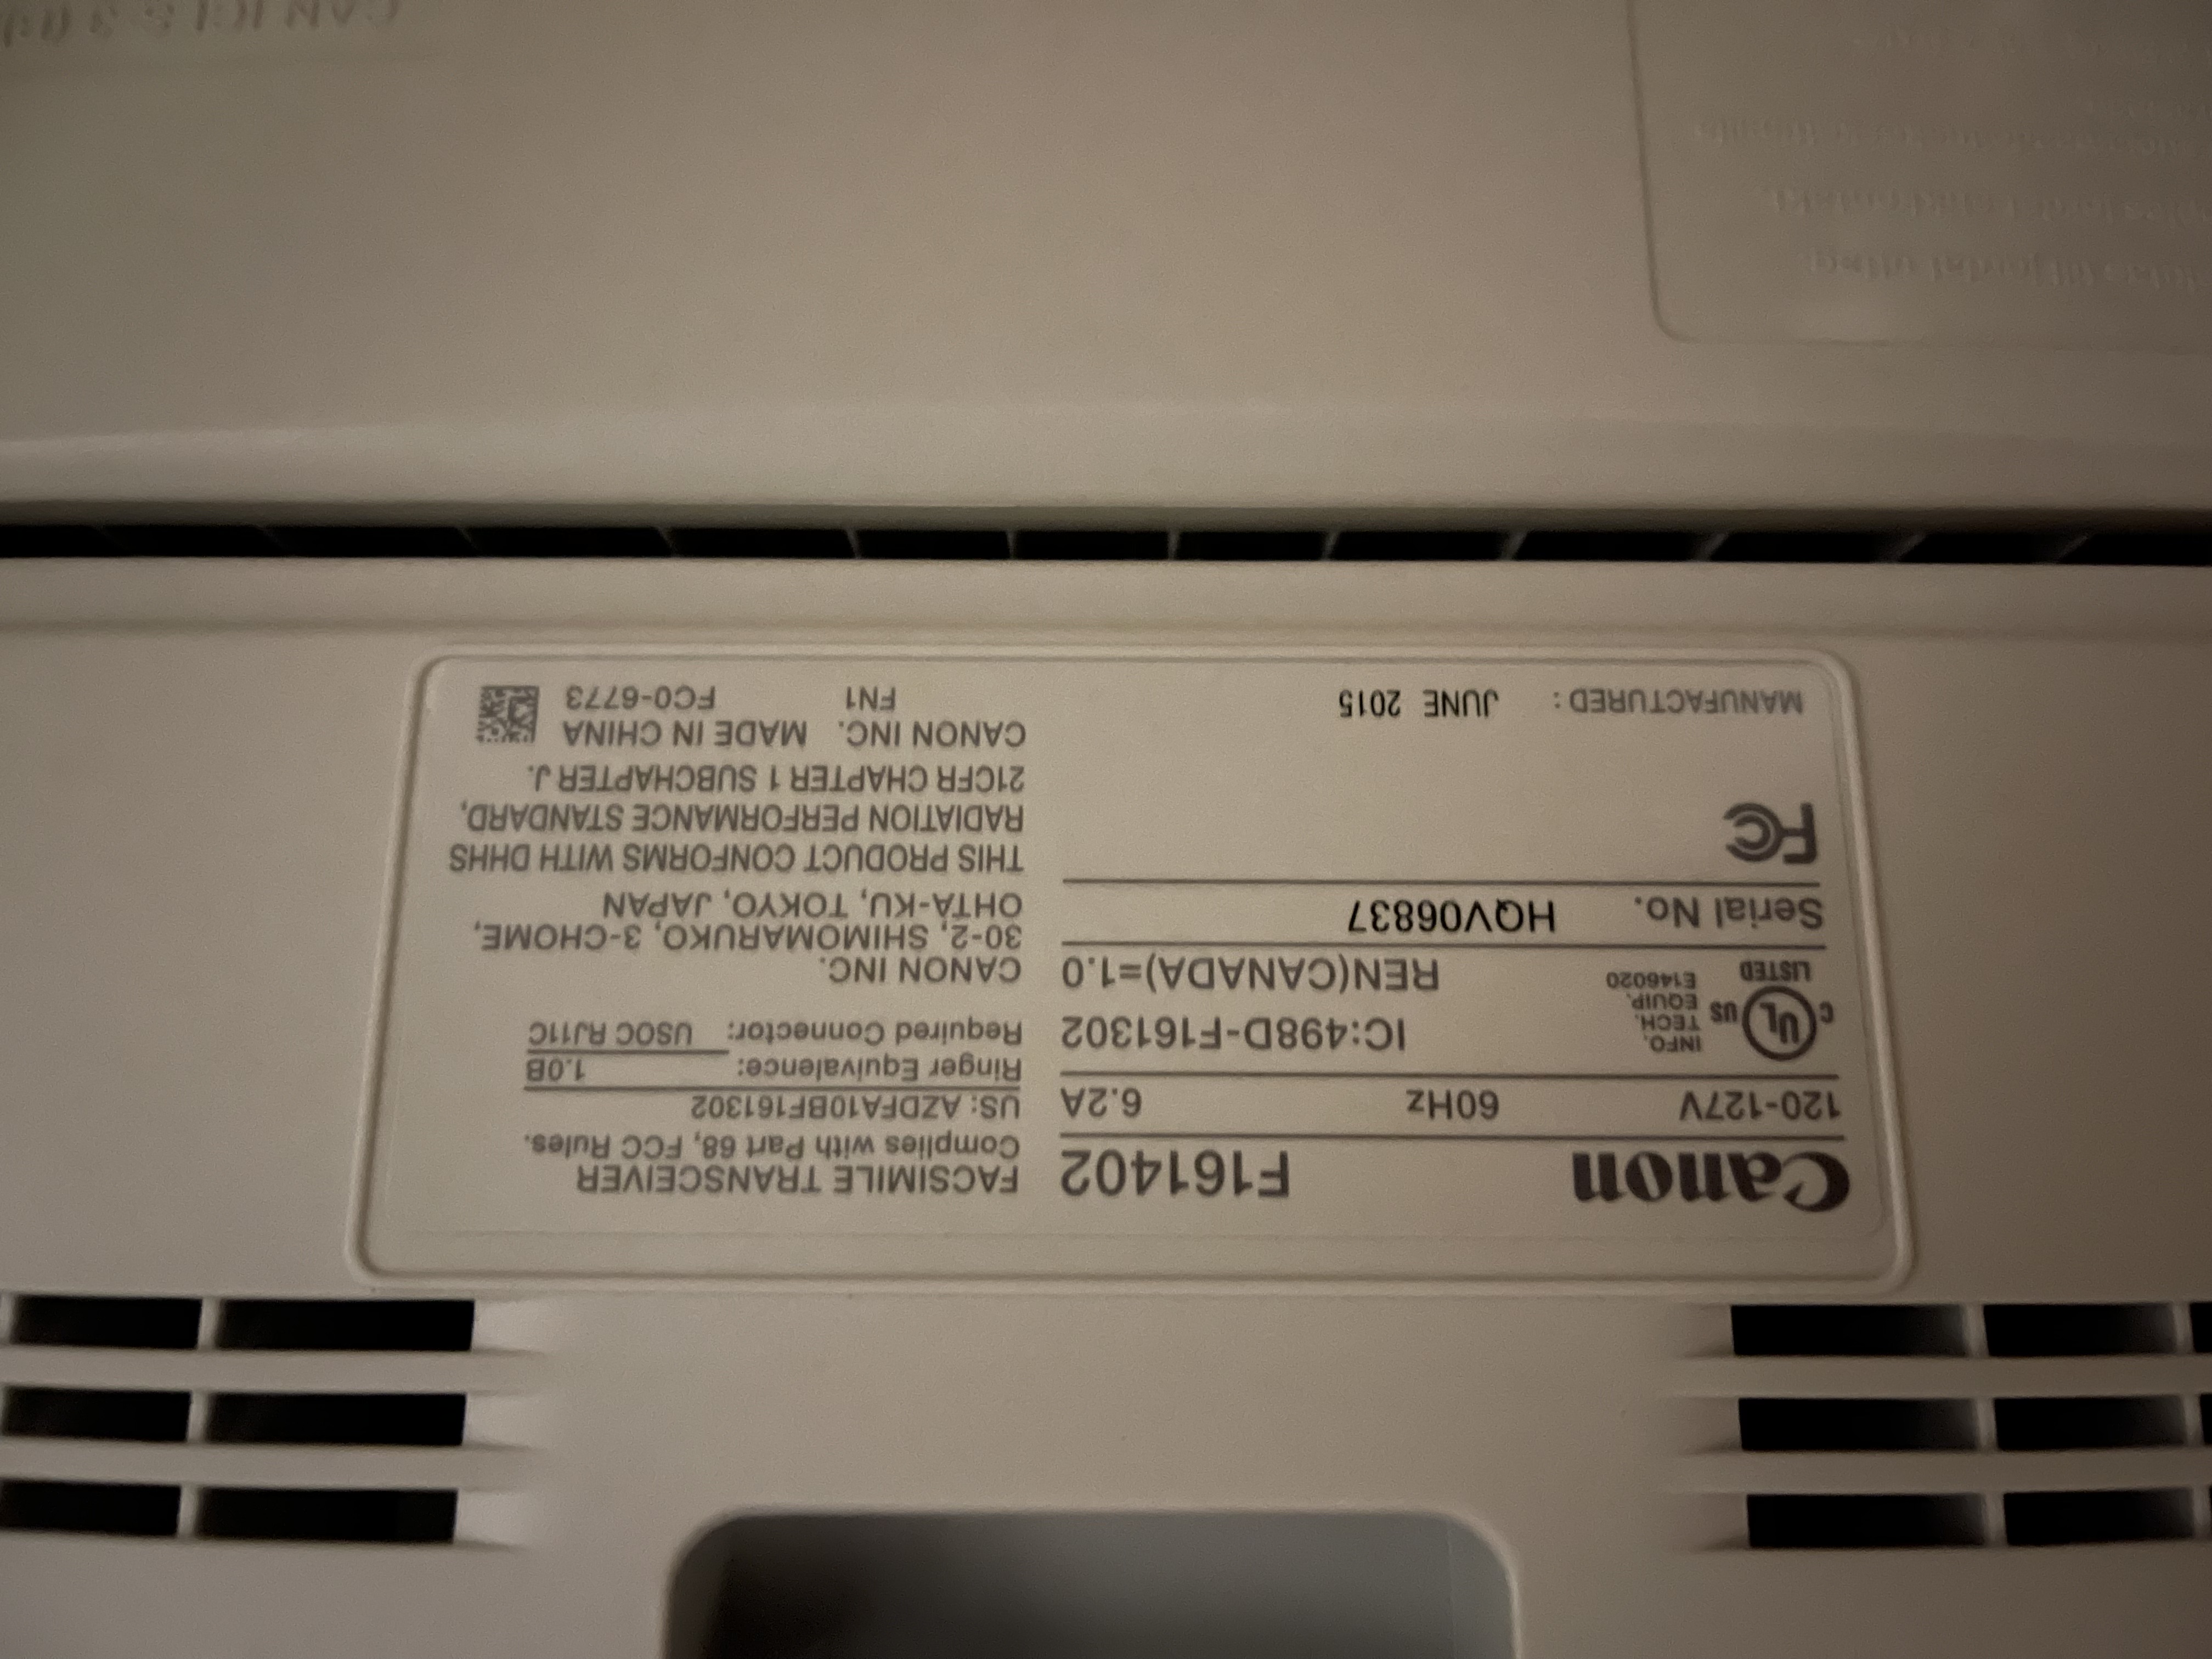 Canon F161402
120-127V 60Hz 6.2A
C UL US
LISTED
INFO.
TECH.
EQUIP.
E146020
IC:498D-F161302
REN(CANADA)=1.0
Serial No. HQV06837
FC
MANUFACTURED: JUNE 2015
FACSIMILE TRANSCEIVER
Complies with Part 68, FCC Rules.
US: AZDFA10BF161302
Ringer Equivalence: 1.0B
Required Connector: USOC RJ11C
CANON INC.
30-2, SHIMOMARUKO, 3-CHOME,
OHTA-KU, TOKYO, JAPAN
THIS PRODUCT CONFORMS WITH DHHS
RADIATION PERFORMANCE STANDARD,
21CFR CHAPTER 1 SUBCHAPTER J.
CANON INC. MADE IN CHINA
FN1 FC0-6773